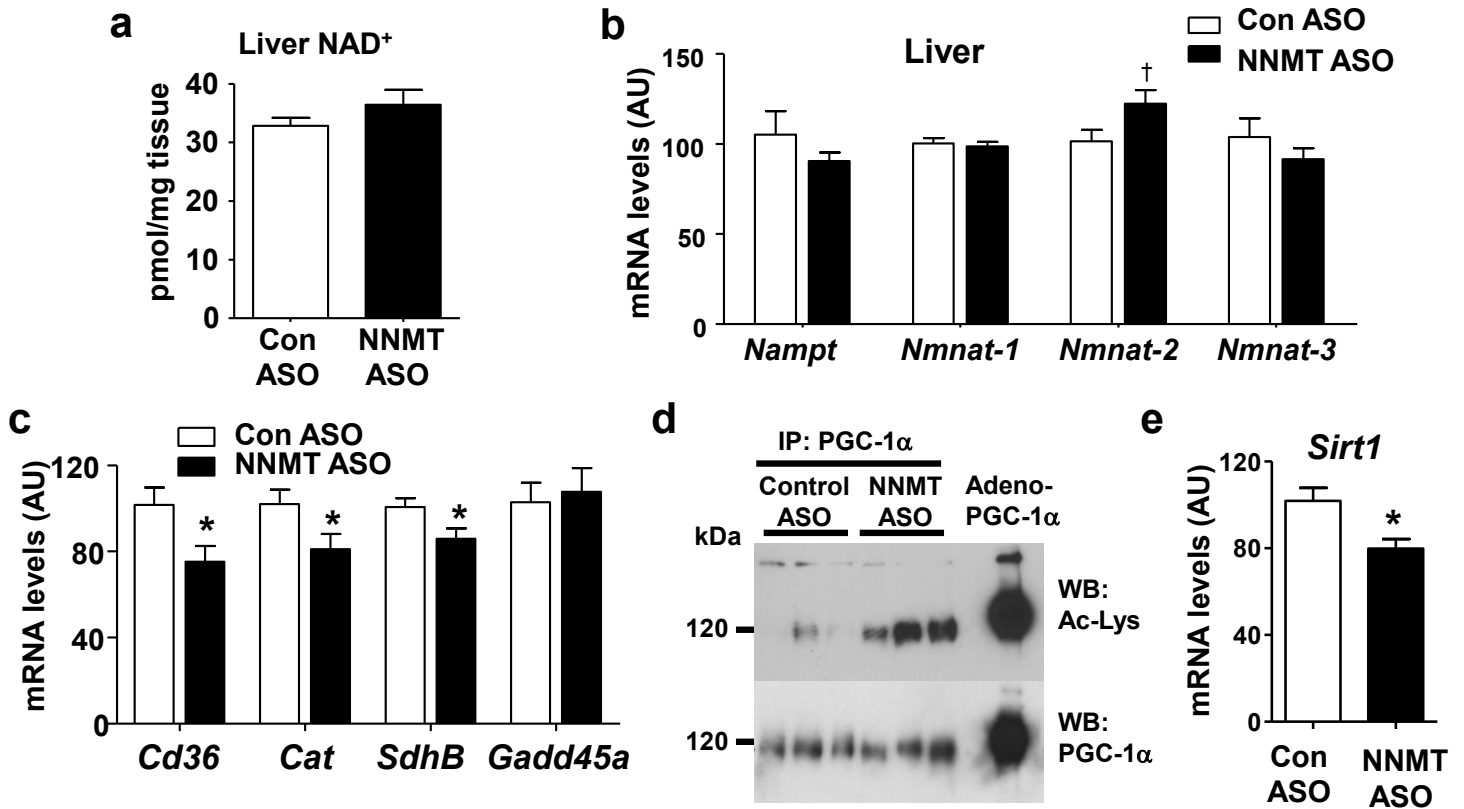 a
Liver NAD+
pmol/mg tissue
40
30
20
10
0
Con
ASO
NNMT
ASO
b
Liver
Con ASO
NNMT ASO
mRNA levels (AU)
150
100
50
0
†
Nampt
Nmnat-1
Nmnat-2
Nmnat-3
c
Con ASO
NNMT ASO
mRNA levels (AU)
120
80
40
0
*
*
*
Cd36
Cat
SdhB
Gadd45a
d
IP: PGC-1α
Control
ASO
NNMT
ASO
Adeno-
PGC-1α
kDa
120
WB:
Ac-Lys
120
WB:
PGC-1α
e
Sirt1
mRNA levels (AU)
120
80
40
0
*
Con
ASO
NNMT
ASO